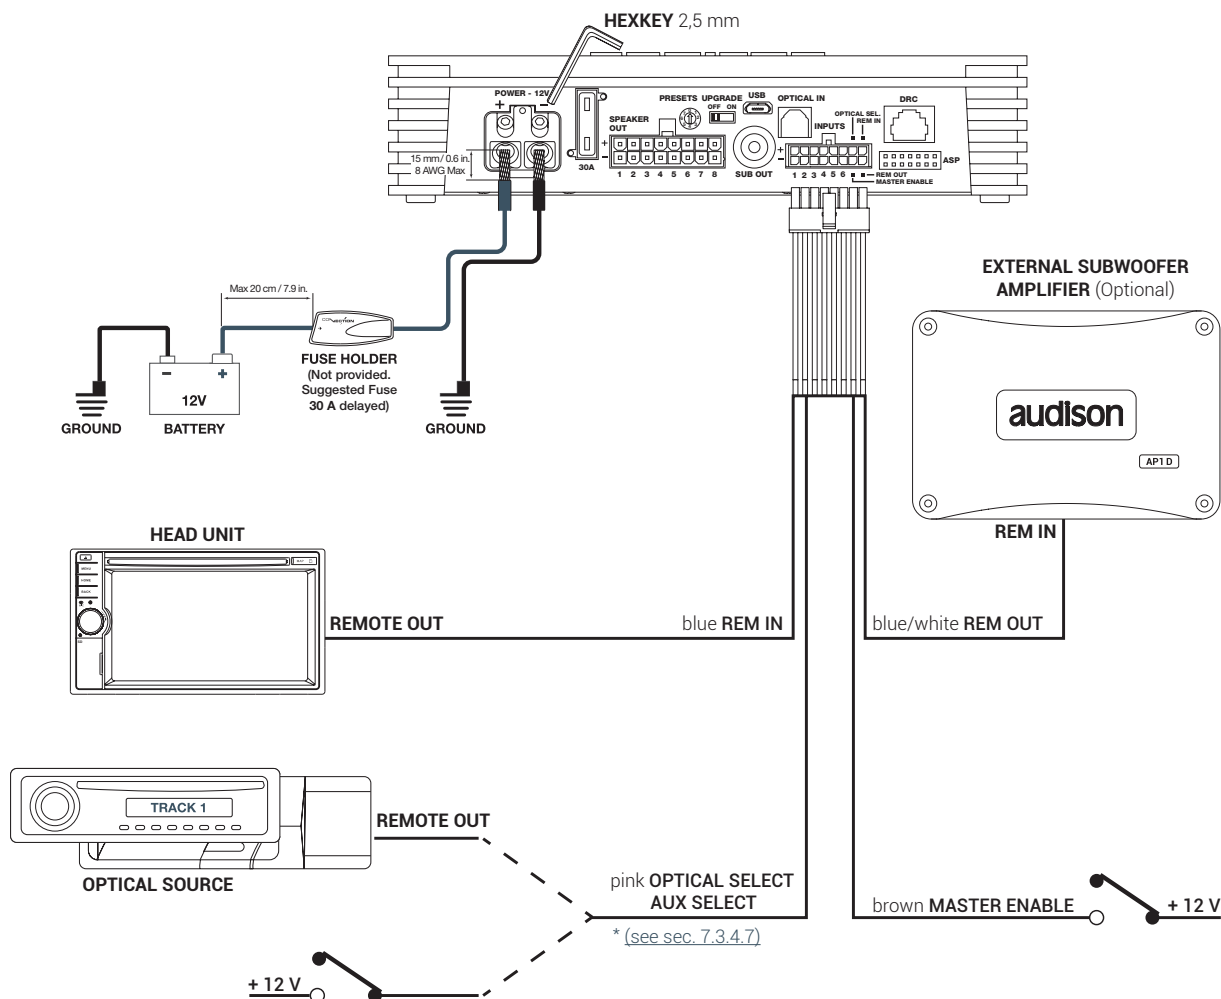 HEXKEY 2,5 mm
POWER - 12V
+ -
PRESETS
UPGRADE
OFF ON
USB
OPTICAL IN
OPTICAL SEL.
REM IN
DRC
SPEAKER
OUT
INPUTS
+
-
+
-
15 mm/ 0.6 in.
8 AWG Max
30A
1 2 3 4 5 6 7 8
SUB OUT
1 2 3 4 5 6
ASP
REM OUT
MASTER ENABLE
Max 20 cm / 7.9 in.
CONNECTION
+
FUSE HOLDER
(Not provided.
Suggested Fuse
30 A delayed)
- +
12V
GROUND
BATTERY
GROUND
EXTERNAL SUBWOOFER
AMPLIFIER (Optional)
audison
AP1 D
REM IN
HEAD UNIT
MENU
HOME
BACK
REMOTE OUT
blue REM IN
blue/white REM OUT
TRACK 1
REMOTE OUT
OPTICAL SOURCE
pink OPTICAL SELECT
AUX SELECT
* (see sec. 7.3.4.7)
brown MASTER ENABLE
+ 12 V
+ 12 V